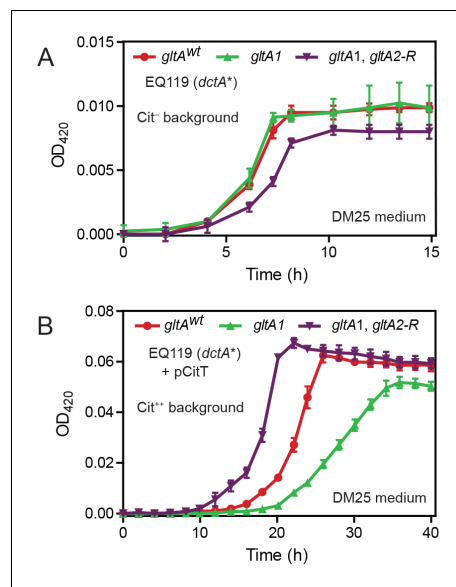 A
gltAwt gltA1 gltA1, gltA2-R
EQ119 (dctA*)
Cit⁻ background
DM25 medium
OD420
0.015
0.010
0.005
0.000
0 5 10 15
Time (h)
B
gltAwt gltA1 gltA1, gltA2-R
EQ119 (dctA*)
+ pCitT
Cit⁺⁺ background
DM25 medium
OD420
0.08
0.06
0.04
0.02
0.00
0 10 20 30 40
Time (h)